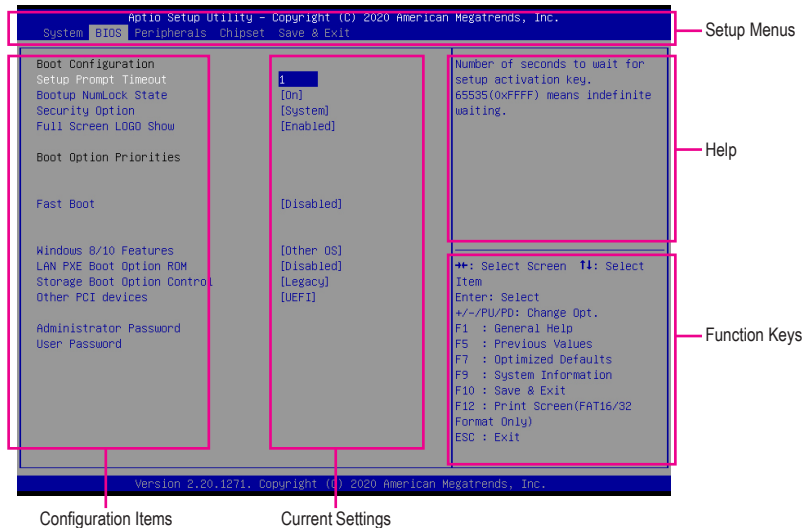 Aptio Setup Utility – Copyright (C) 2020 American Megatrends, Inc.
System BIOS Peripherals Chipset Save & Exit
Setup Menus
Boot Configuration
Setup Prompt Timeout 1
Bootup NumLock State [On]
Security Option [System]
Full Screen LOGO Show [Enabled]
Boot Option Priorities
Fast Boot [Disabled]
Windows 8/10 Features [Other OS]
LAN PXE Boot Option ROM [Disabled]
Storage Boot Option Control [Legacy]
Other PCI devices [UEFI]
Administrator Password
User Password
Number of seconds to wait for
setup activation key.
65535(0xFFFF) means indefinite
waiting.
Help
→←: Select Screen ↑↓: Select
Item
Enter: Select
+/-/PU/PD: Change Opt.
F1 : General Help
F5 : Previous Values
F7 : Optimized Defaults
F9 : System Information
F10 : Save & Exit
F12 : Print Screen(FAT16/32
Format Only)
ESC : Exit
Function Keys
Version 2.20.1271. Copyright (C) 2020 American Megatrends, Inc.
Configuration Items
Current Settings